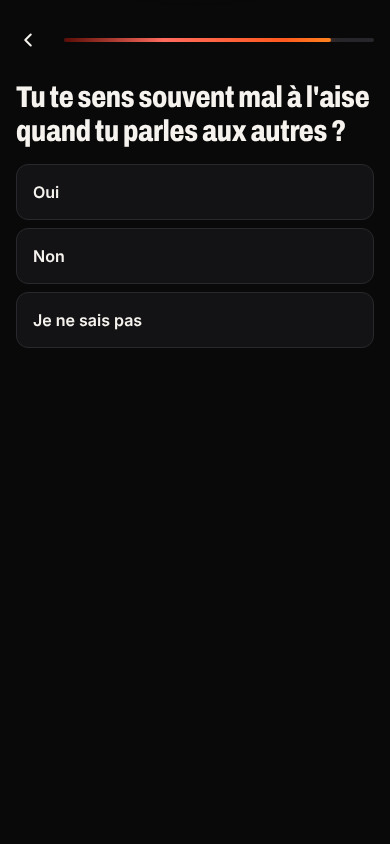 Tu te sens souvent mal à l'aise
quand tu parles aux autres ?
Oui
Non
Je ne sais pas